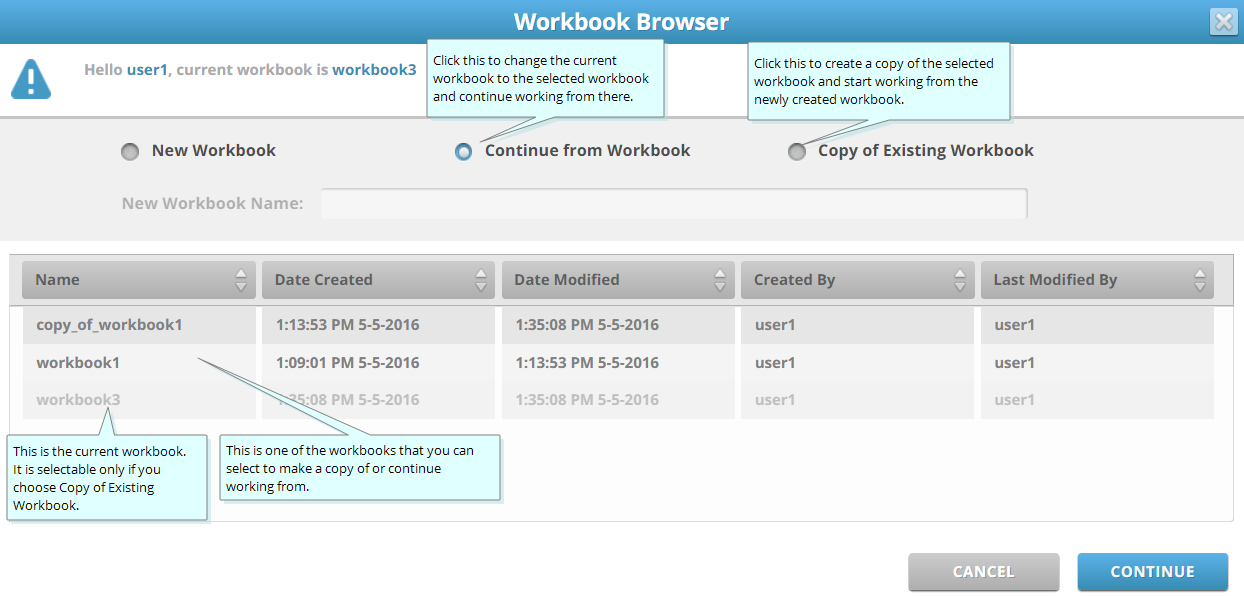 Workbook Browser
Hello user1, current workbook is workbook3
Click this to change the current
workbook to the selected workbook
and continue working from there.
Click this to create a copy of the selected
workbook and start working from the
newly created workbook.
New Workbook
Continue from Workbook
Copy of Existing Workbook
New Workbook Name:
Name Date Created Date Modified Created By Last Modified By
copy_of_workbook1 1:13:53 PM 5-5-2016 1:35:08 PM 5-5-2016 user1 user1
workbook1 1:09:01 PM 5-5-2016 1:13:53 PM 5-5-2016 user1 user1
workbook3 1:35:08 PM 5-5-2016 1:35:08 PM 5-5-2016 user1 user1
This is the current workbook.
It is selectable only if you
choose Copy of Existing
Workbook.
This is one of the workbooks that you can
select to make a copy of or continue
working from.
CANCEL
CONTINUE